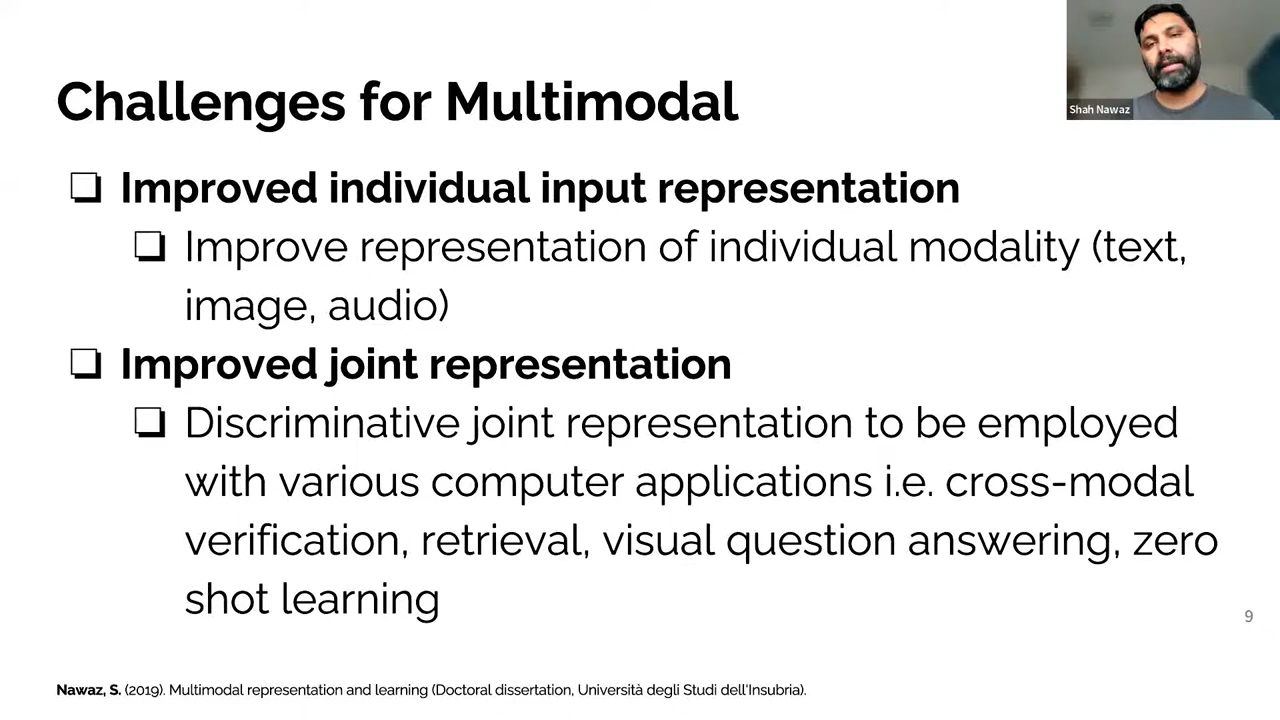 Challenges for Multimodal
Shah Nawaz
❏ Improved individual input representation
❏ Improve representation of individual modality (text,
image, audio)
❏ Improved joint representation
❏ Discriminative joint representation to be employed
with various computer applications i.e. cross-modal
verification, retrieval, visual question answering, zero
shot learning
9
Nawaz, S. (2019). Multimodal representation and learning (Doctoral dissertation, Università degli Studi dell'Insubria).